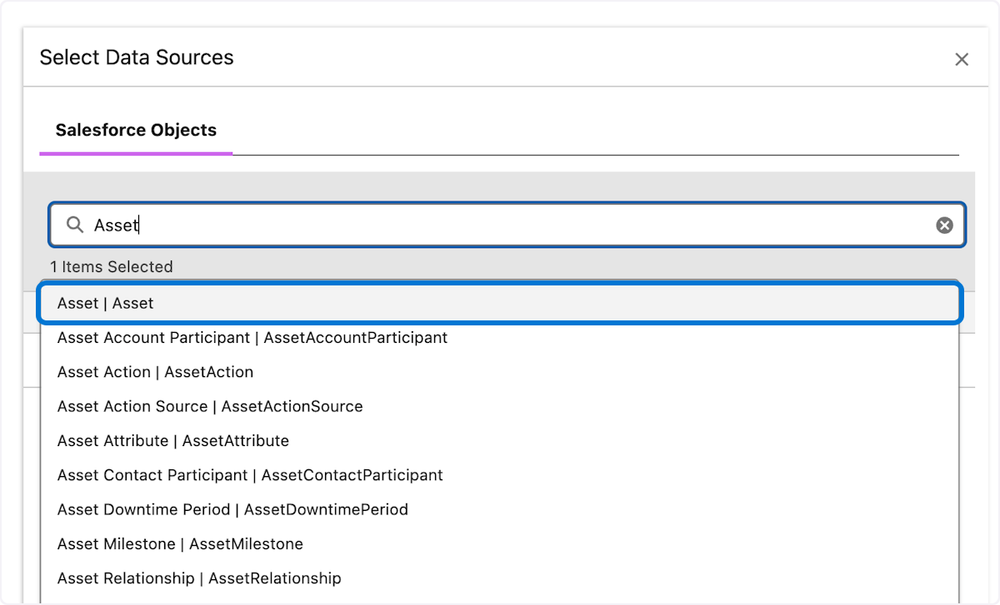 Select Data Sources
Salesforce Objects
Asset
1 Items Selected
Asset | Asset
Asset Account Participant | AssetAccountParticipant
Asset Action | AssetAction
Asset Action Source | AssetActionSource
Asset Attribute | AssetAttribute
Asset Contact Participant | AssetContactParticipant
Asset Downtime Period | AssetDowntimePeriod
Asset Milestone | AssetMilestone
Asset Relationship | AssetRelationship